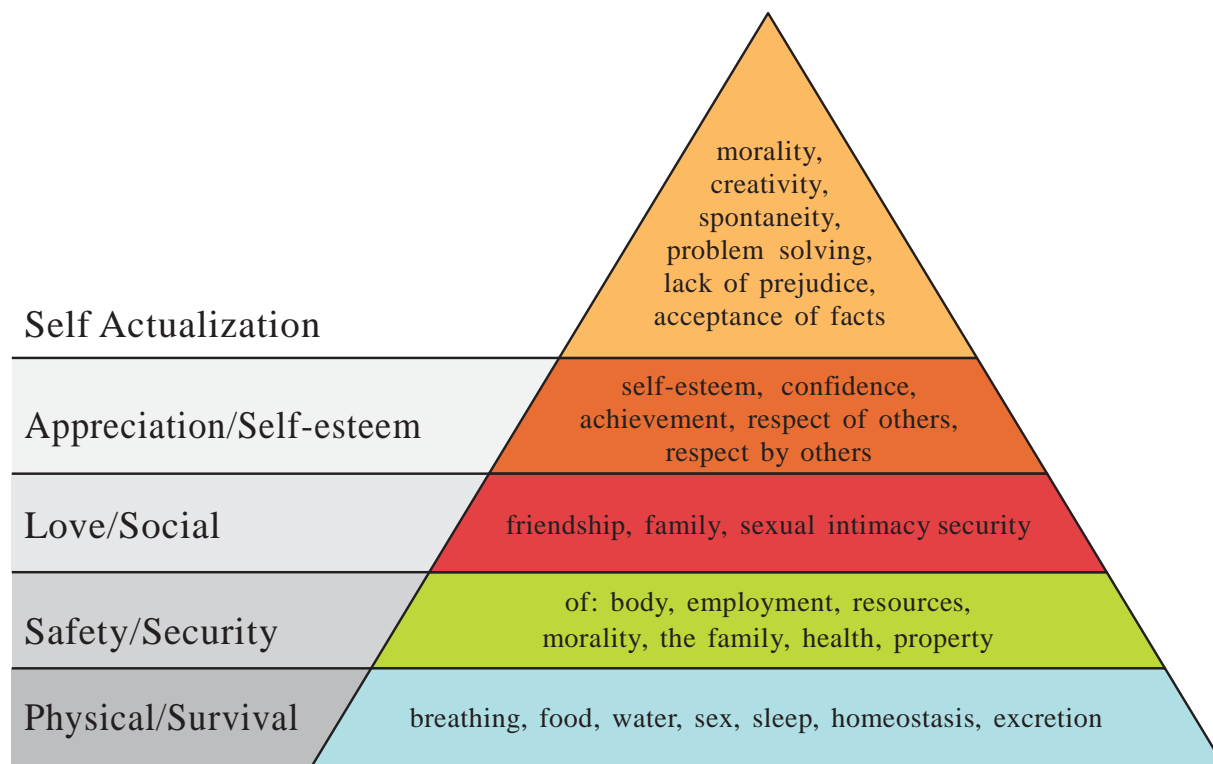 morality,
creativity,
spontaneity,
problem solving,
lack of prejudice,
acceptance of facts
Self Actualization
self-esteem, confidence,
achievement, respect of others,
respect by others
Appreciation/Self-esteem
friendship, family, sexual intimacy security
Love/Social
of: body, employment, resources,
morality, the family, health, property
Safety/Security
breathing, food, water, sex, sleep, homeostasis, excretion
Physical/Survival